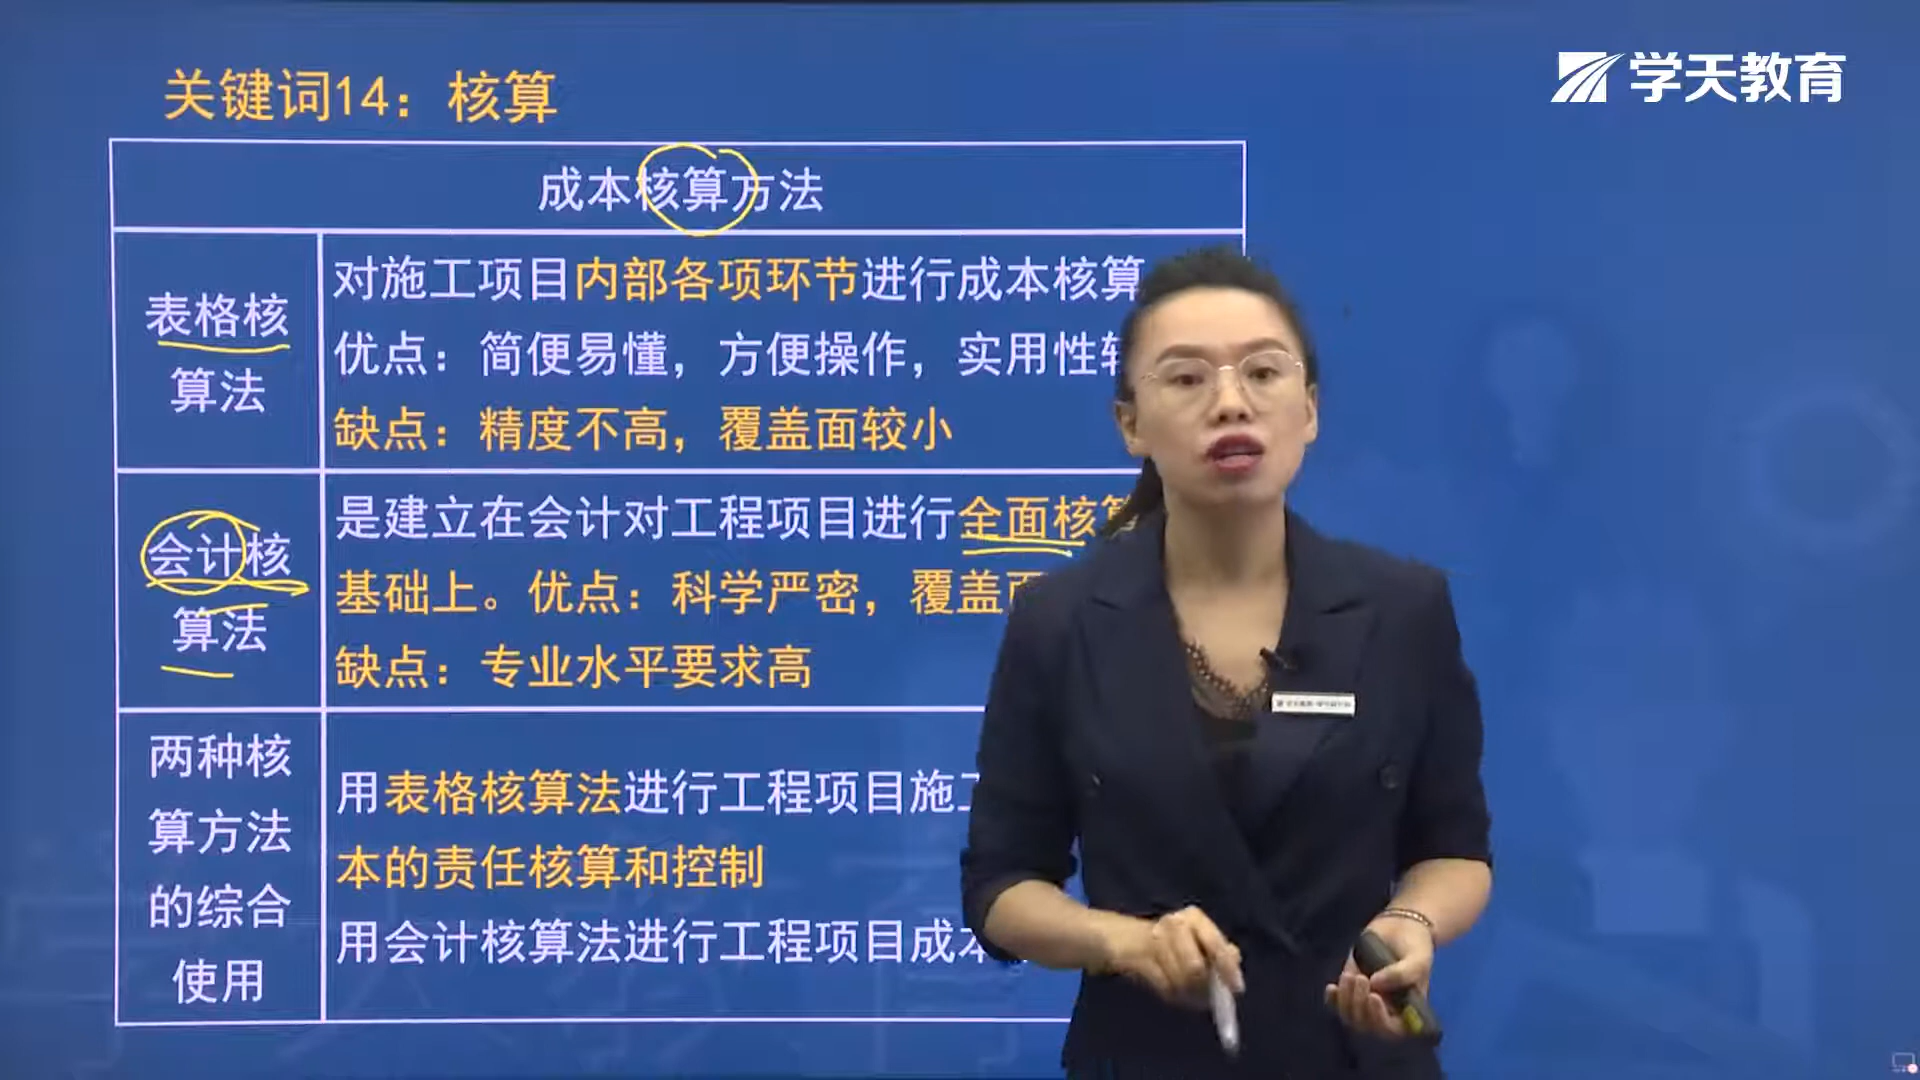 学天教育
关键词14：核算
成本核算方法
表格核
算法
对施工项目内部各项环节进行成本核算
优点：简便易懂，方便操作，实用性
缺点：精度不高，覆盖面较小
会计核
算法
是建立在会计对工程项目进行全面核算
基础上。优点：科学严密，覆盖面
缺点：专业水平要求高
两种核
算方法
的综合
使用
用表格核算法进行工程项目施工
本的责任核算和控制
用会计核算法进行工程项目成本